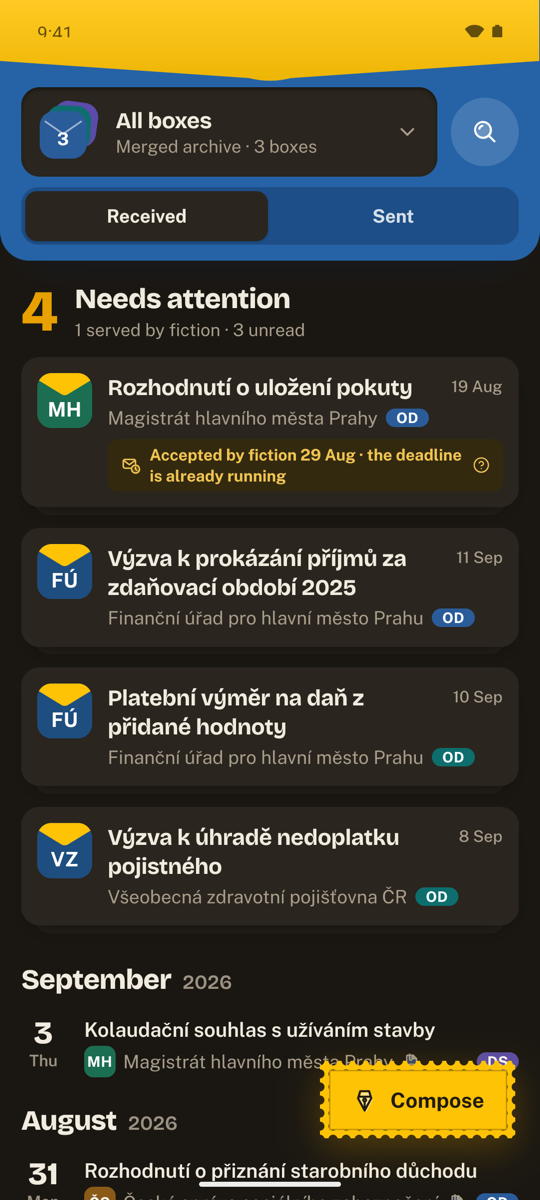 9:41
3
All boxes
Merged archive · 3 boxes
Received
Sent
4
Needs attention
1 served by fiction · 3 unread
MH
Rozhodnutí o uložení pokuty
19 Aug
Magistrát hlavního města Prahy
OD
Accepted by fiction 29 Aug · the deadline
is already running
FÚ
Výzva k prokázání příjmů za
zdaňovací období 2025
11 Sep
Finanční úřad pro hlavní město Prahu
OD
FÚ
Platební výměr na daň z
přidané hodnoty
10 Sep
Finanční úřad pro hlavní město Prahu
OD
VZ
Výzva k úhradě nedoplatku
pojistného
8 Sep
Všeobecná zdravotní pojišťovna ČR
OD
September 2026
3
Thu
Kolaudační souhlas s užíváním stavby
MH
Magistrát hlavního města Prahy
DS
Compose
August 2026
31
Mon
Rozhodnutí o přiznání starobního důchodu